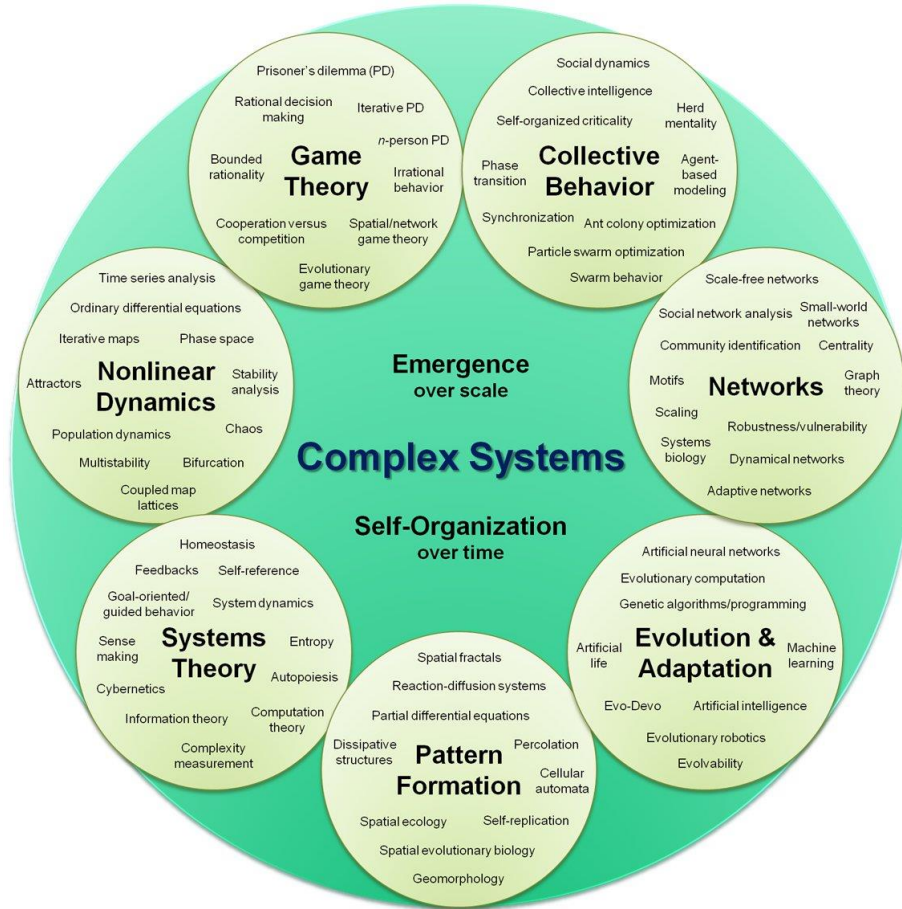 Prisoner's dilemma (PD)
Rational decision
making
Iterative PD
n-person PD
Game
Theory
Bounded
rationality
Irrational
behavior
Cooperation versus
competition
Spatial/network
game theory
Evolutionary
game theory
Social dynamics
Collective intelligence
Herd
mentality
Self-organized criticality
Phase
transition
Collective
Behavior
Agent-
based
modeling
Synchronization
Ant colony optimization
Particle swarm optimization
Swarm behavior
Time series analysis
Ordinary differential equations
Iterative maps
Phase space
Attractors
Nonlinear
Dynamics
Stability
analysis
Population dynamics
Chaos
Multistability
Bifurcation
Coupled map
lattices
Scale-free networks
Social network analysis
Small-world
networks
Community identification
Centrality
Motifs
Networks
Graph
theory
Scaling
Robustness/vulnerability
Systems
biology
Dynamical networks
Adaptive networks
Emergence
over scale
Complex Systems
Self-Organization
over time
Homeostasis
Feedbacks
Self-reference
Goal-oriented/
guided behavior
System dynamics
Sense
making
Systems
Theory
Entropy
Autopoiesis
Cybernetics
Information theory
Computation
theory
Complexity
measurement
Spatial fractals
Reaction-diffusion systems
Partial differential equations
Dissipative
structures
Pattern
Formation
Percolation
Cellular
automata
Spatial ecology
Self-replication
Spatial evolutionary biology
Geomorphology
Artificial neural networks
Evolutionary computation
Genetic algorithms/programming
Artificial
life
Evolution &
Adaptation
Machine
learning
Evo-Devo
Artificial intelligence
Evolutionary robotics
Evolvability